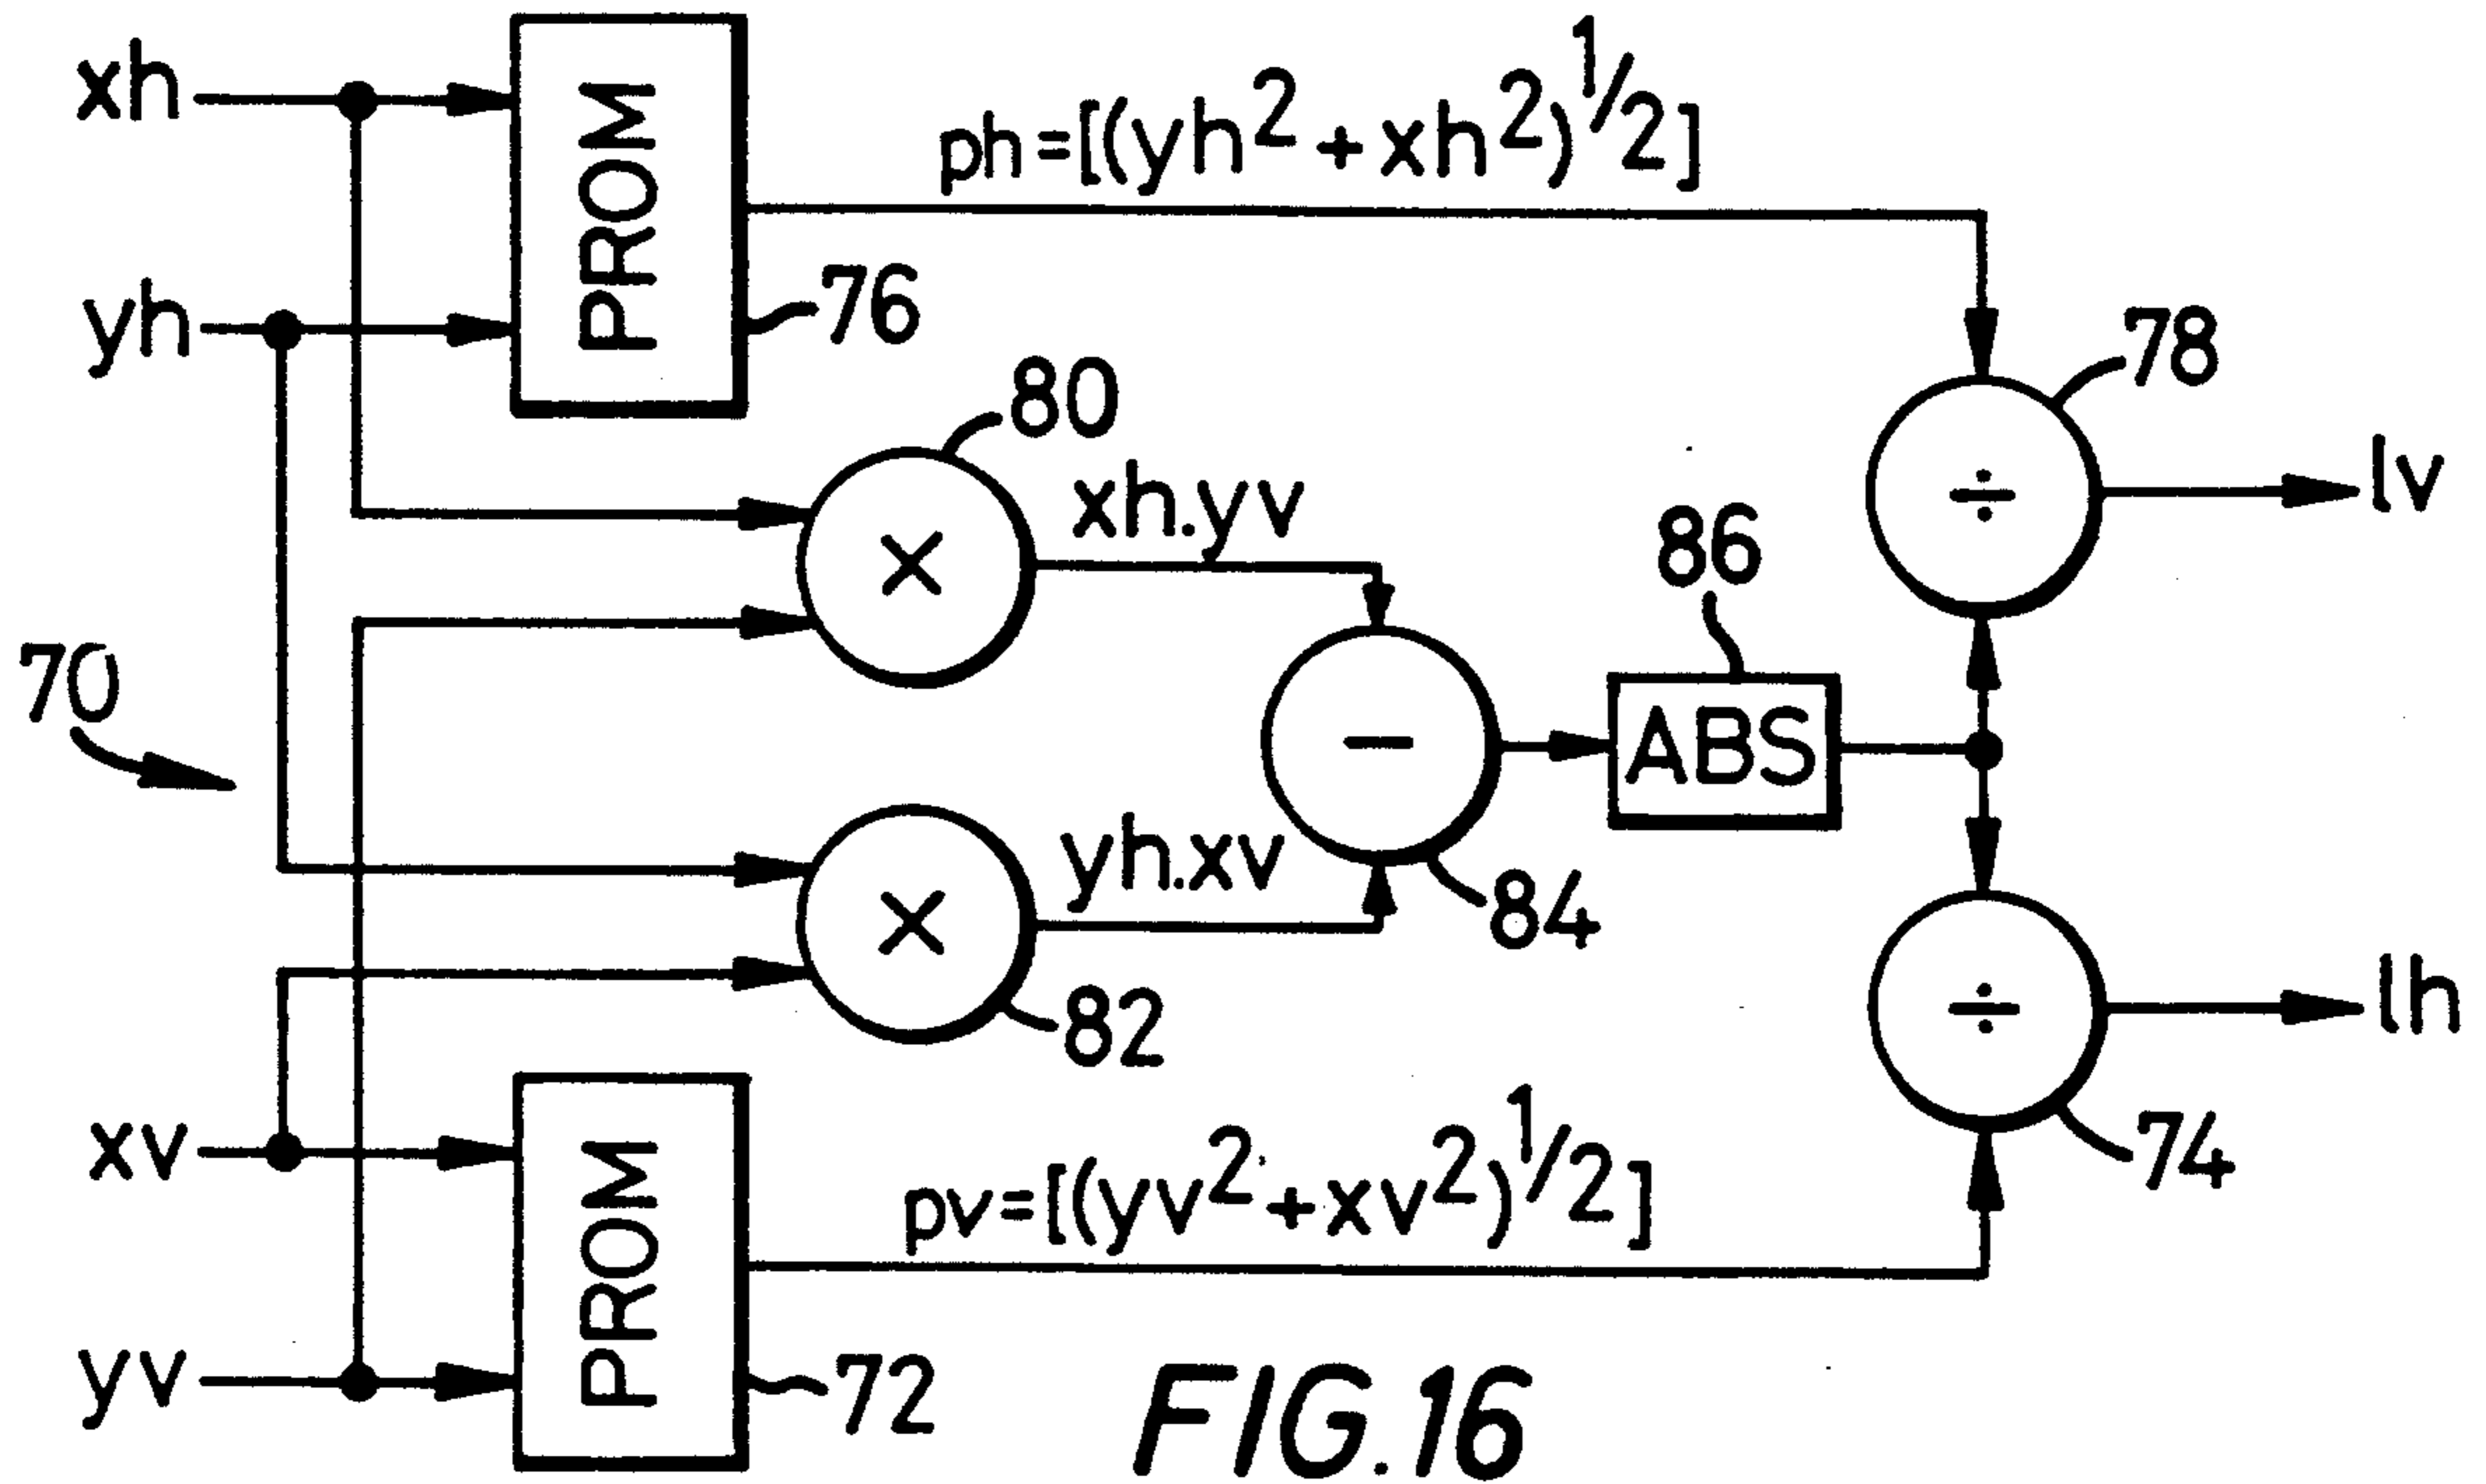 xh
PROM
ph=[(yh²+xh²)^1/2]
yh
76
78
80
xh.yv
lv
86
×
÷
70
−
ABS
yh.xv
84
×
÷
lh
82
xv
PROM
pv=[(yv²+xv²)^1/2]
74
yv
72
FIG.16